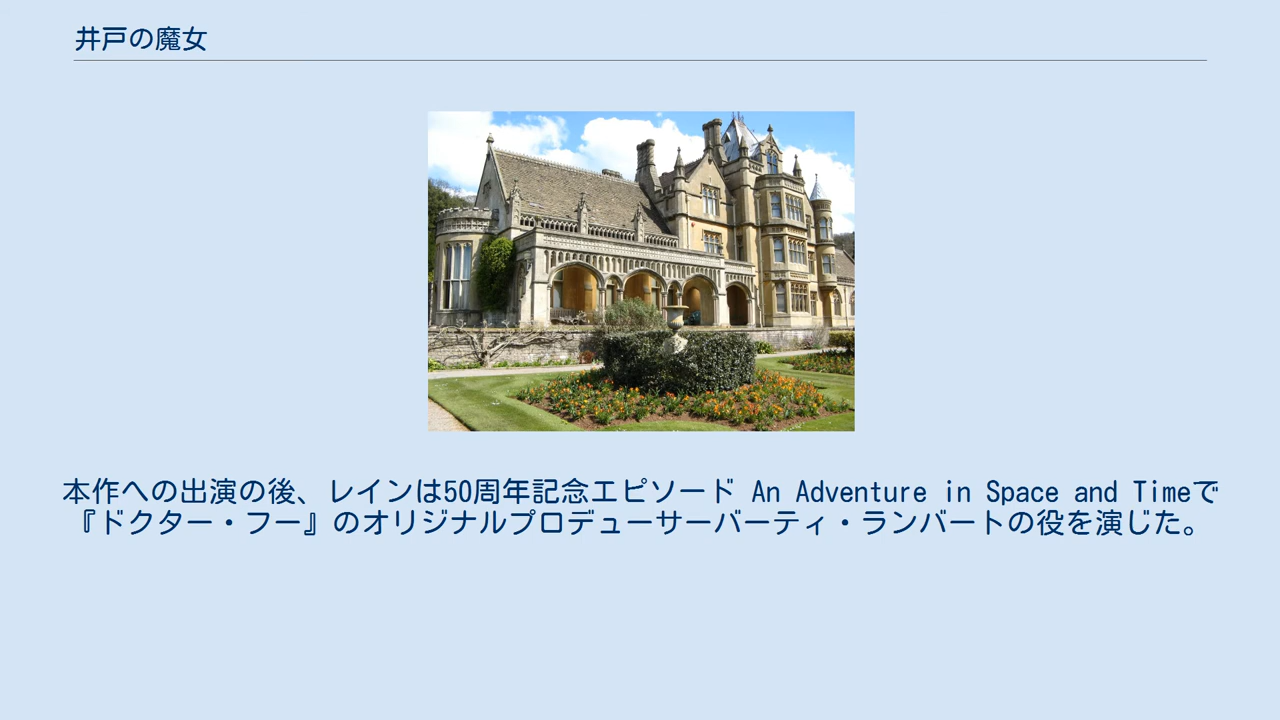 井戸の魔女
本作への出演の後、レインは50周年記念エピソード An Adventure in Space and Timeで
『ドクター・フー』のオリジナルプロデューサーバーティ・ランバートの役を演じた。